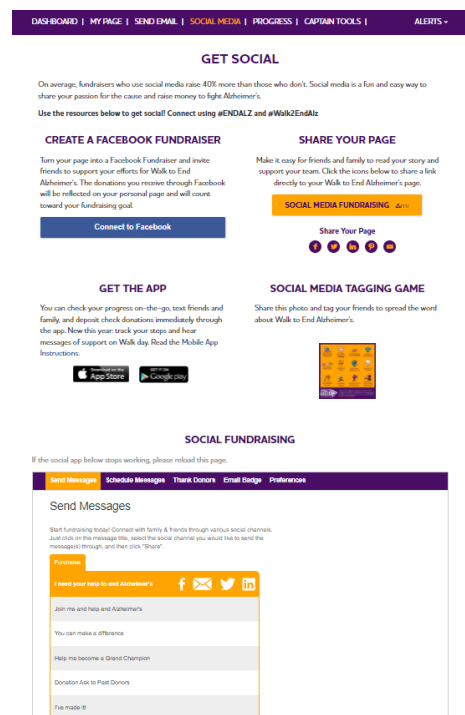 DASHBOARD | MY PAGE | SEND EMAIL | SOCIAL MEDIA | PROGRESS | CAPTAIN TOOLS | ALERTS
GET SOCIAL
On average, fundraisers who use social media raise 40% more than those who don't. Social media is a fun and easy way to
share your passion for the cause and raise money to fight Alzheimer's.
Use the resources below to get social! Connect using #ENDALZ and @Walk2EndAlz
CREATE A FACEBOOK FUNDRAISER
Turn your page into a Facebook Fundraiser and invite
friends to support your efforts for Walk to End
Alzheimer's. The donations you receive through Facebook
will be reflected on your personal page and will count
toward your fundraising goal.
Connect to Facebook
SHARE YOUR PAGE
Make it easy for friends and family to read your story and
support your team. Click the icons below to share a link
directly to your Walk to End Alzheimer's page.
SOCIAL MEDIA FUNDRAISING
Share Your Page
GET THE APP
You can check your progress on-the-go, text friends and
family, and deposit check donations immediately through
the app. New this year: track your steps and hear
messages of support on Walk day. Read the Mobile App
Instructions.
Download on the
App Store
GET IT ON
Google play
SOCIAL MEDIA TAGGING GAME
Share this photo and tag your friends to spread the word
about Walk to End Alzheimer's.
SOCIAL FUNDRAISING
If the social app below stops working, please reload this page.
Send Messages Schedule Messages Thank Donors Email Badge Preferences
Send Messages
Start fundraising today! Connect with family & friends through various social channels.
Just click on the message title, select the social channel you would like to send the
message(s) through, and then click "Share".
Fundraise
I need your help to end Alzheimer's
Join me and help end Alzheimer's
You can make a difference
Help me become a Grand Champion
Donation Ask to Past Donors
I've made it!